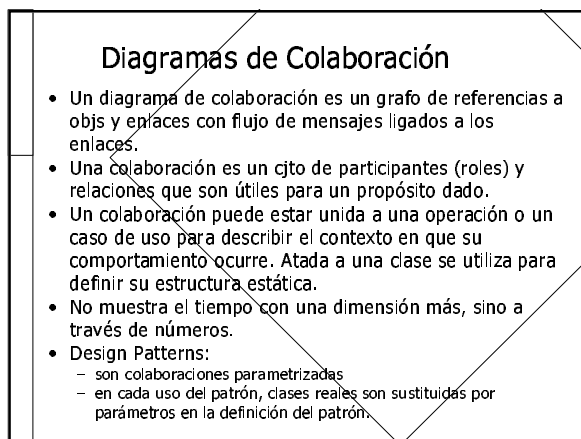 Diagramas de Colaboración
• Un diagrama de colaboración es un grafo de referencias a
objs y enlaces con flujo de mensajes ligados a los
enlaces.
• Una colaboración es un cjto de participantes (roles) y
relaciones que son útiles para un propósito dado.
• Un colaboración puede estar unida a una operación o un
caso de uso para describir el contexto en que su
comportamiento ocurre. Atada a una clase se utiliza para
definir su estructura estática.
• No muestra el tiempo con una dimensión más, sino a
través de números.
• Design Patterns:
– son colaboraciones parametrizadas
– en cada uso del patrón, clases reales son sustituidas por
parámetros en la definición del patrón.